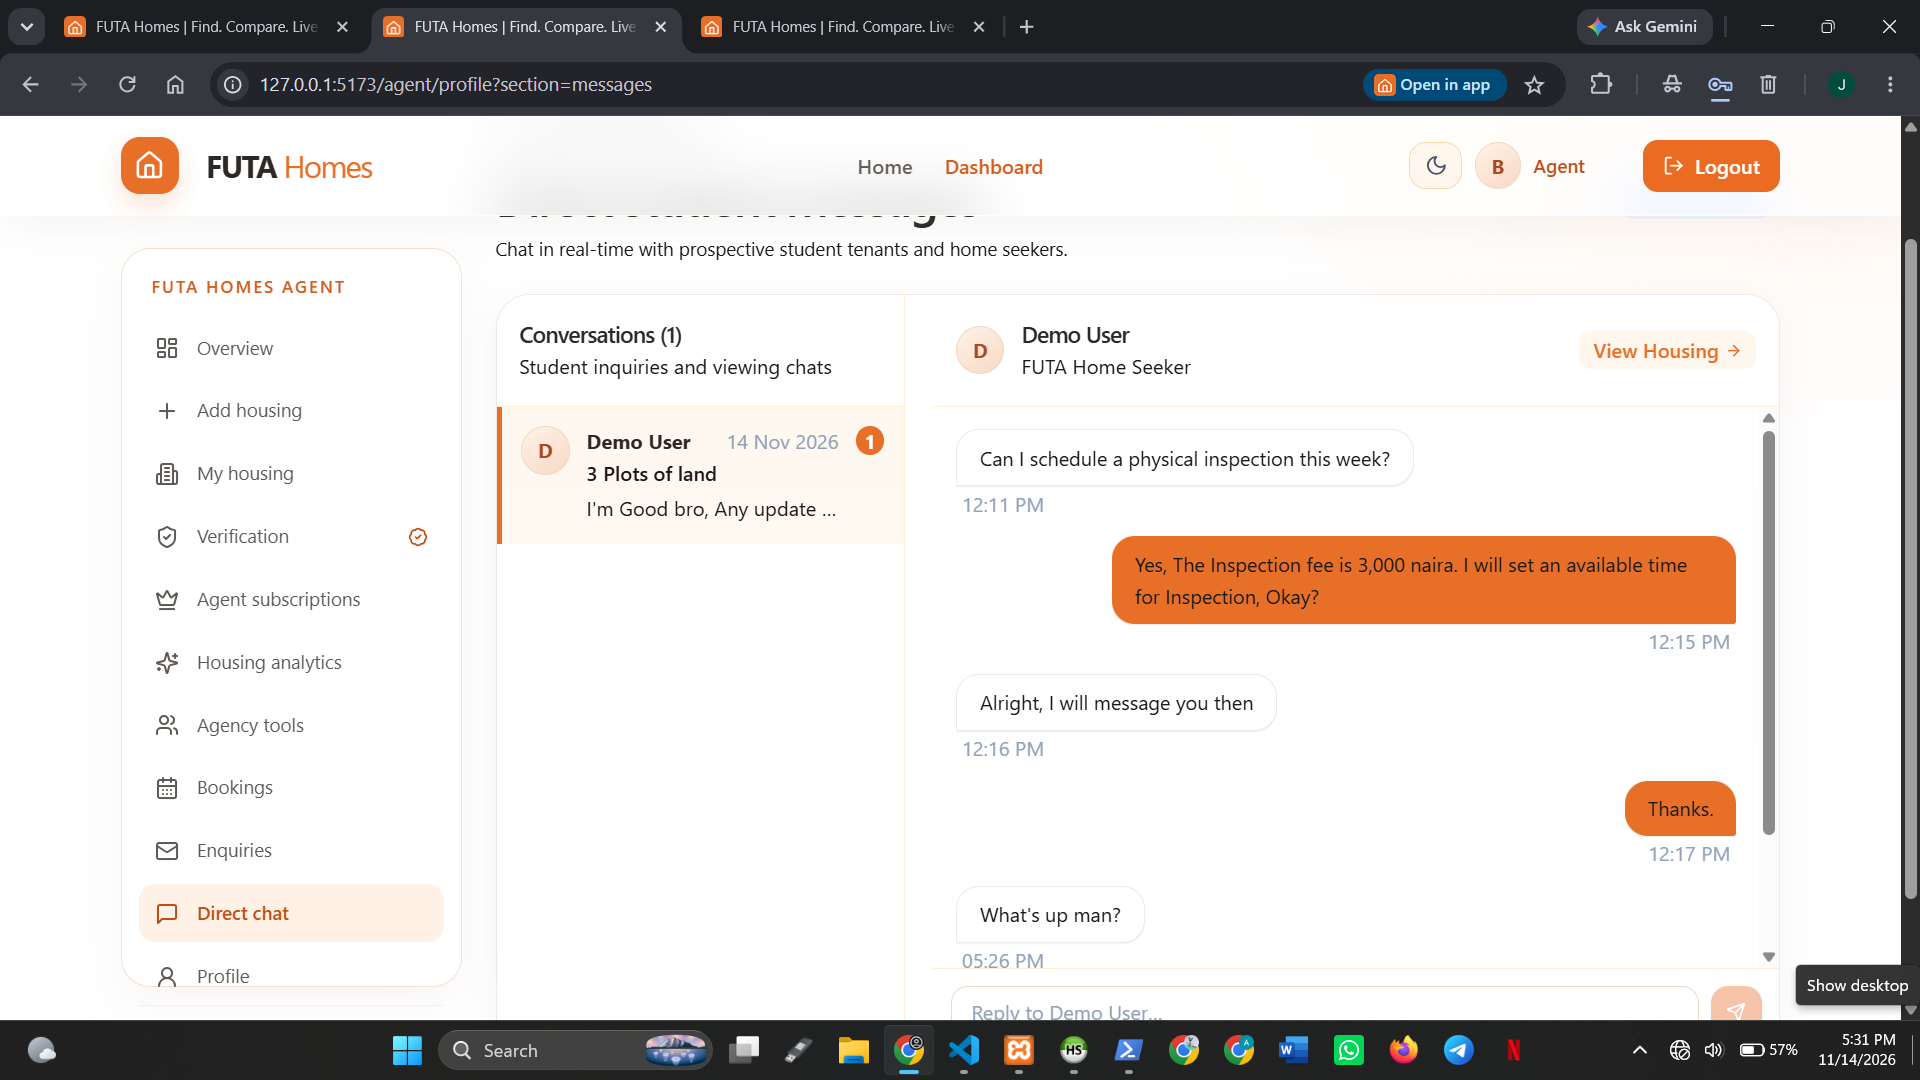 FUTA Homes | Find. Compare. Live
FUTA Homes | Find. Compare. Live
FUTA Homes | Find. Compare. Live
Ask Gemini
127.0.0.1:5173/agent/profile?section=messages
Open in app
J
FUTA Homes
Home
Dashboard
B
Agent
Logout
Direct student messages
Chat in real-time with prospective student tenants and home seekers.
FUTA HOMES AGENT
Overview
Add housing
My housing
Verification
Agent subscriptions
Housing analytics
Agency tools
Bookings
Enquiries
Direct chat
Profile
Conversations (1)
Student inquiries and viewing chats
D
Demo User
14 Nov 2026
1
3 Plots of land
I'm Good bro, Any update ...
D
Demo User
FUTA Home Seeker
View Housing
Can I schedule a physical inspection this week?
12:11 PM
Yes, The Inspection fee is 3,000 naira. I will set an available time
for Inspection, Okay?
12:15 PM
Alright, I will message you then
12:16 PM
Thanks.
12:17 PM
What's up man?
05:26 PM
Reply to Demo User...
Show desktop
Search
HS
57%
5:31 PM
11/14/2026